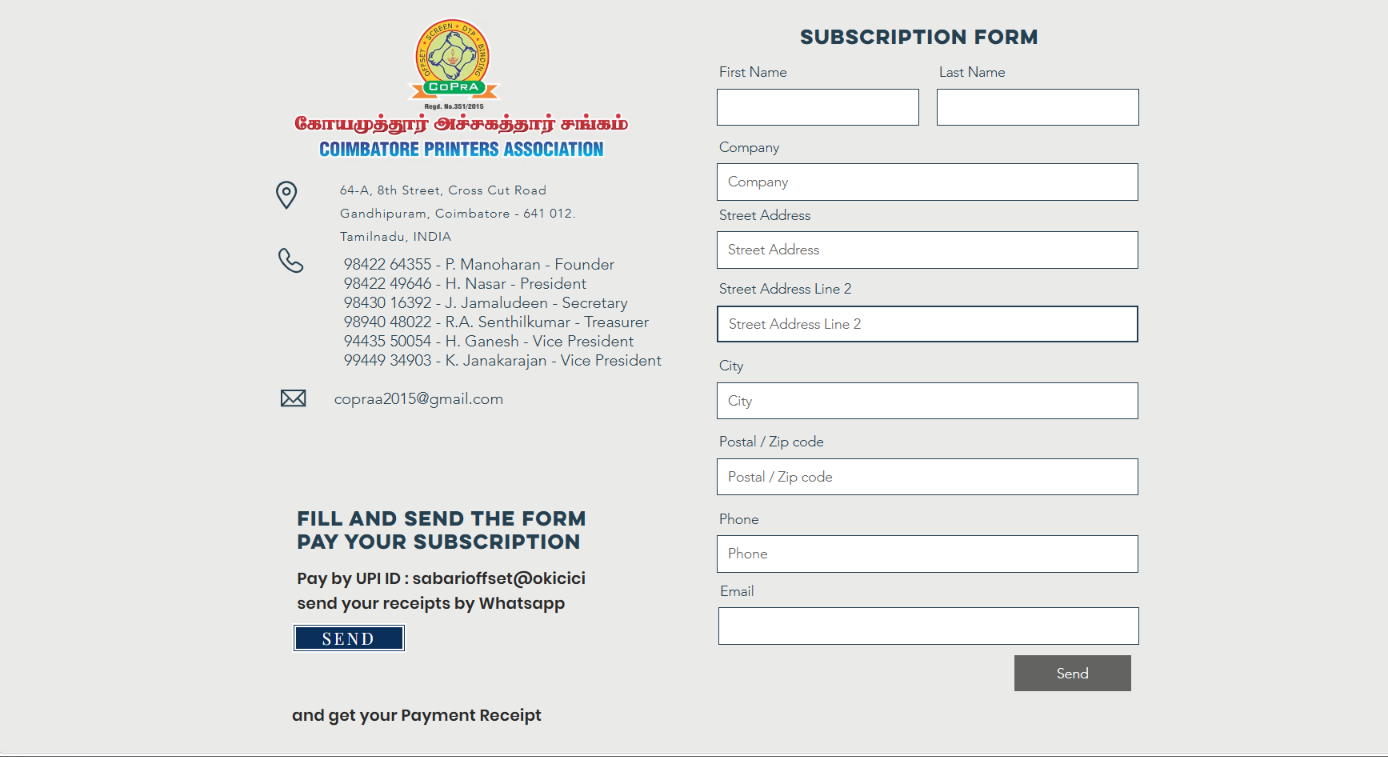 OFFSET * SCREEN * DTP * BINDING
CoPrA
Regd. No.351/2015
கோயமுத்தூர் அச்சகத்தார் சங்கம்
COIMBATORE PRINTERS ASSOCIATION
64-A, 8th Street, Cross Cut Road
Gandhipuram, Coimbatore - 641 012.
Tamilnadu, INDIA
98422 64355 - P. Manoharan - Founder
98422 49646 - H. Nasar - President
98430 16392 - J. Jamaludeen - Secretary
98940 48022 - R.A. Senthilkumar - Treasurer
94435 50054 - H. Ganesh - Vice President
99449 34903 - K. Janakarajan - Vice President
copraa2015@gmail.com
FILL AND SEND THE FORM
PAY YOUR SUBSCRIPTION
Pay by UPI ID : sabarioffset@okicici
send your receipts by Whatsapp
SEND
and get your Payment Receipt
SUBSCRIPTION FORM
First Name Last Name
Company
Company
Street Address
Street Address
Street Address Line 2
Street Address Line 2
City
City
Postal / Zip code
Postal / Zip code
Phone
Phone
Email
Send